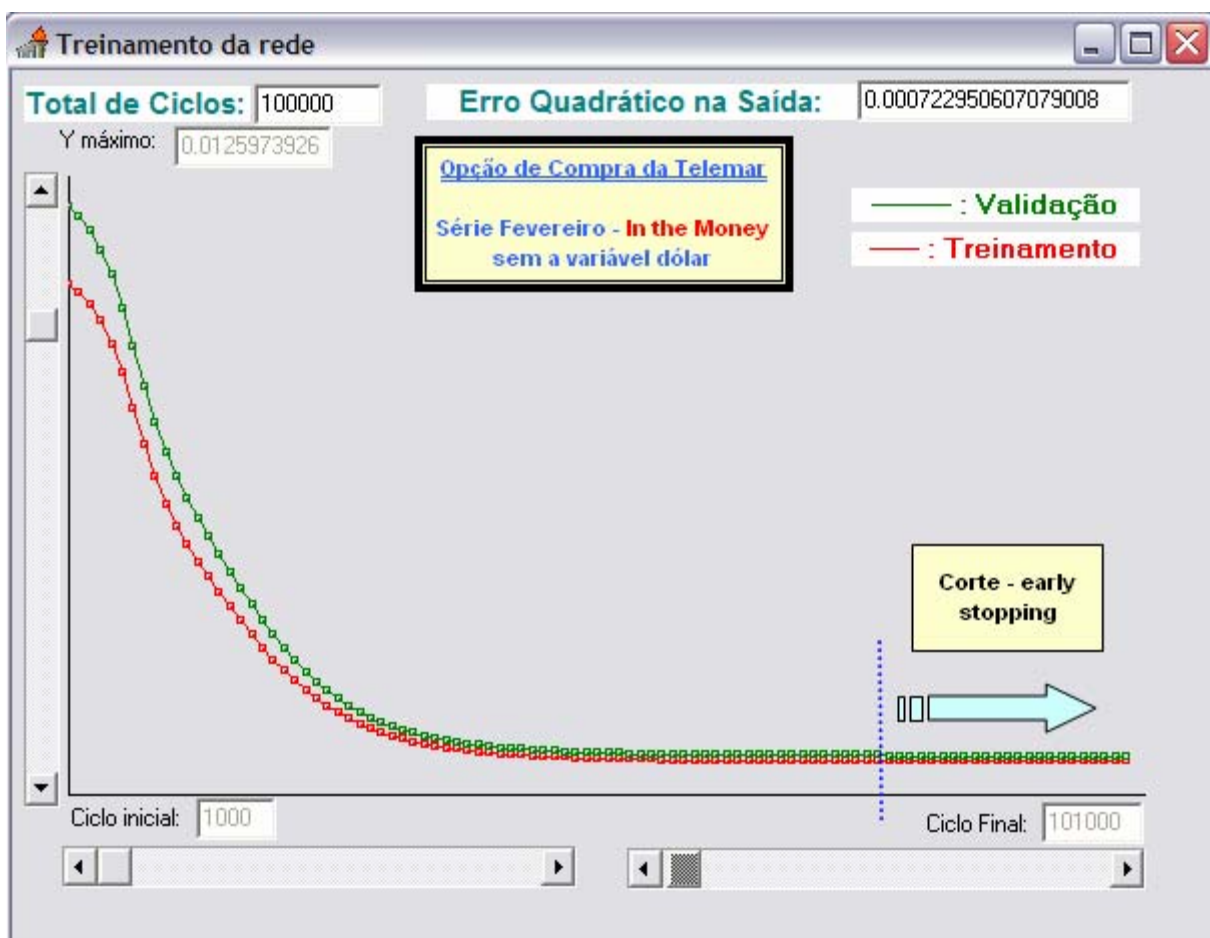 Treinamento da rede
Total de Ciclos: 100000
Erro Quadrático na Saída: 0.000722950607079008
Y máximo: 0.0125973926
Opção de Compra da Telemar
Série Fevereiro - In the Money
sem a variável dólar
: Validação
: Treinamento
Corte - early
stopping
Ciclo inicial: 1000
Ciclo Final: 101000